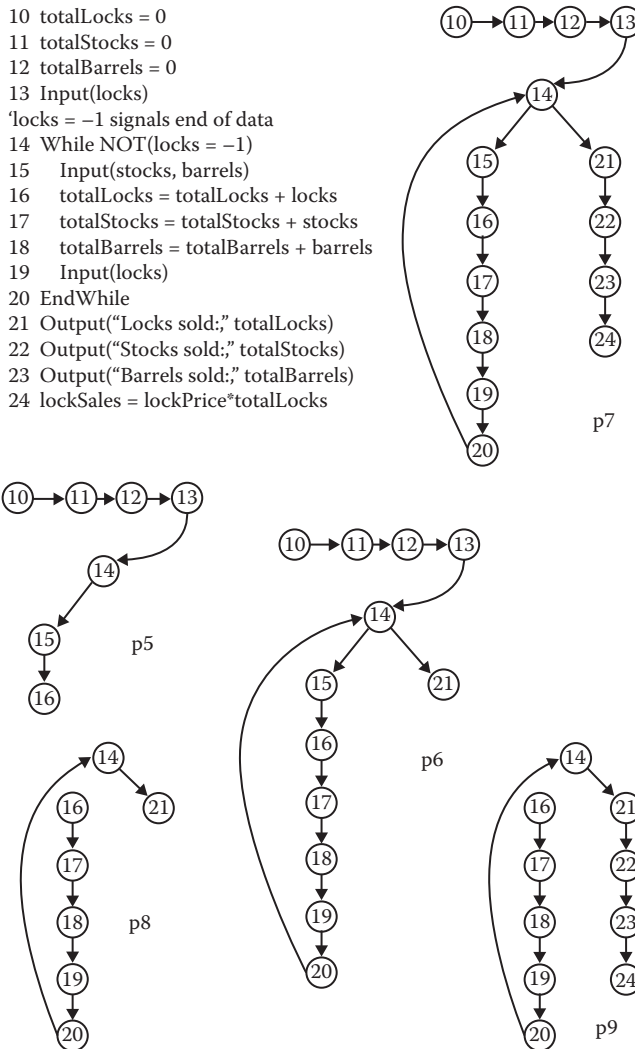 10 totalLocks = 0
11 totalStocks = 0
12 totalBarrels = 0
13 Input(locks)
‘locks = –1 signals end of data
14 While NOT(locks = –1)
15 Input(stocks, barrels)
16 totalLocks = totalLocks + locks
17 totalStocks = totalStocks + stocks
18 totalBarrels = totalBarrels + barrels
19 Input(locks)
20 EndWhile
21 Output(“Locks sold:,” totalLocks)
22 Output(“Stocks sold:,” totalStocks)
23 Output(“Barrels sold:,” totalBarrels)
24 lockSales = lockPrice*totalLocks
10 11 12 13
14
15 21
16 22
17 23
18 24
19
20
p7
10 11 12 13
14
15
16
p5
10 11 12 13
14
15 21
16
17
18
19
20
p6
14
16 21
17
18
19
20
p8
14
16 21
17 22
18 23
19 24
20
p9